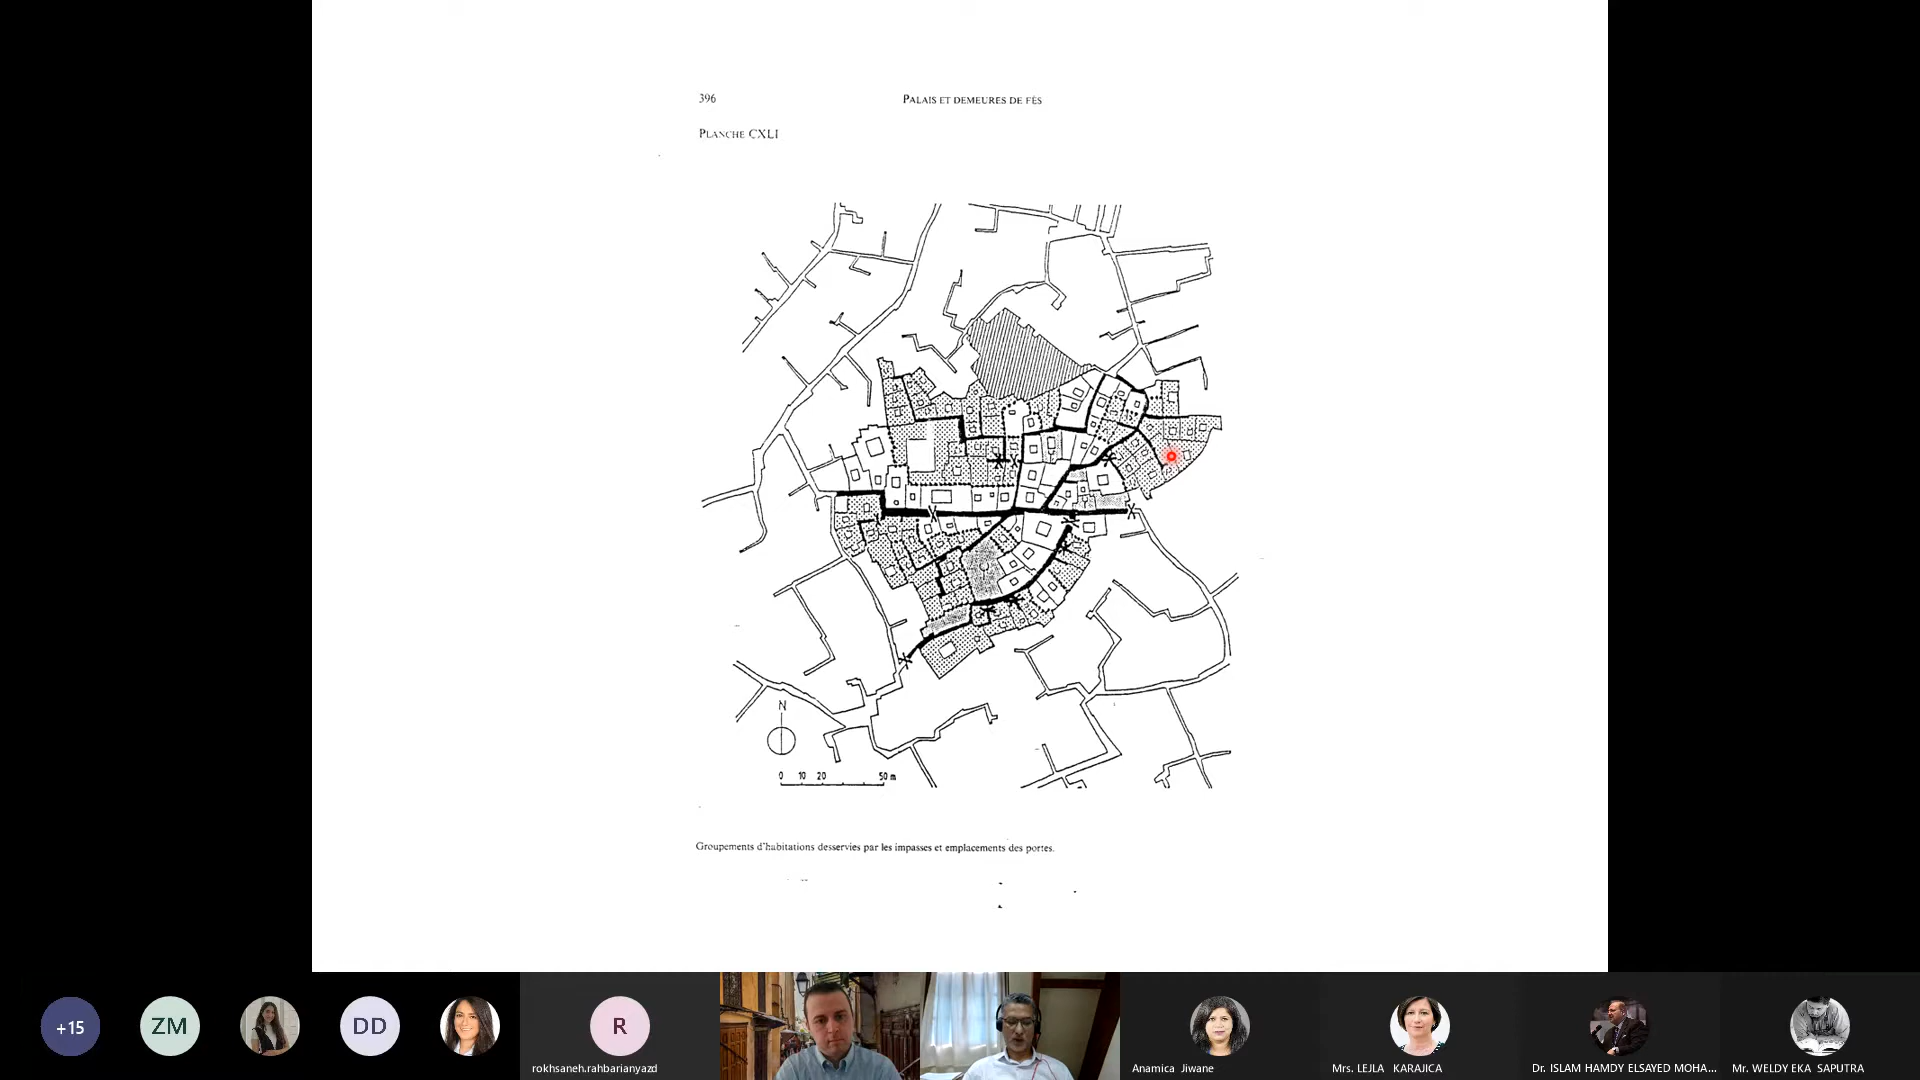 396
PALAIS ET DEMEURES DE FÈS
PLANCHE CXLI
N
0 10 20 50 m
Groupements d'habitations desservies par les impasses et emplacements des portes.
+15
ZM
DD
R
rokhsaneh.rahbarianyazd
Anamica Jiwane
Mrs. LEJLA KARAJICA
Dr. ISLAM HAMDY ELSAYED MOHA...
Mr. WELDY EKA SAPUTRA